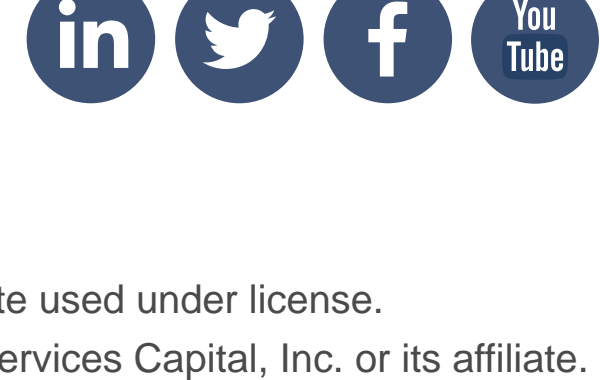 in f You Tube
te used under license.
ervices Capital, Inc. or its affiliate.